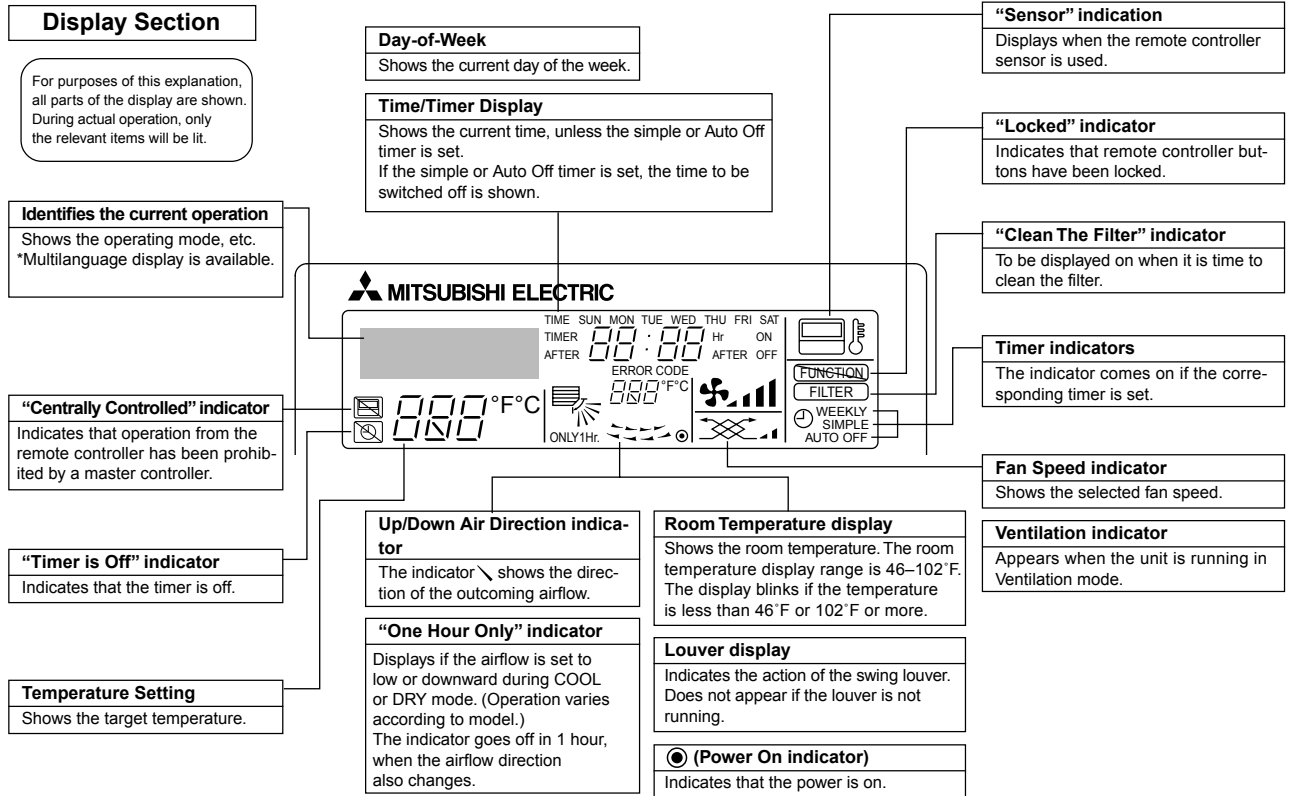 Display Section
For purposes of this explanation,
all parts of the display are shown.
During actual operation, only
the relevant items will be lit.
Identifies the current operation
Shows the operating mode, etc.
*Multilanguage display is available.
"Centrally Controlled" indicator
Indicates that operation from the
remote controller has been prohib-
ited by a master controller.
"Timer is Off" indicator
Indicates that the timer is off.
Temperature Setting
Shows the target temperature.
Day-of-Week
Shows the current day of the week.
Time/Timer Display
Shows the current time, unless the simple or Auto Off
timer is set.
If the simple or Auto Off timer is set, the time to be
switched off is shown.
MITSUBISHI ELECTRIC
TIME SUN MON TUE WED THU FRI SAT
TIMER 88:88 Hr ON
AFTER AFTER OFF
ERROR CODE
°F°C
°F°C
ONLY1Hr.
FUNCTION
FILTER
WEEKLY
SIMPLE
AUTO OFF
Up/Down Air Direction indica-
tor
The indicator shows the direc-
tion of the outcoming airflow.
"One Hour Only" indicator
Displays if the airflow is set to
low or downward during COOL
or DRY mode. (Operation varies
according to model.)
The indicator goes off in 1 hour,
when the airflow direction
also changes.
Room Temperature display
Shows the room temperature. The room
temperature display range is 46–102˚F.
The display blinks if the temperature
is less than 46˚F or 102˚F or more.
Louver display
Indicates the action of the swing louver.
Does not appear if the louver is not
running.
(Power On indicator)
Indicates that the power is on.
"Sensor" indication
Displays when the remote controller
sensor is used.
"Locked" indicator
Indicates that remote controller but-
tons have been locked.
"Clean The Filter" indicator
To be displayed on when it is time to
clean the filter.
Timer indicators
The indicator comes on if the corre-
sponding timer is set.
Fan Speed indicator
Shows the selected fan speed.
Ventilation indicator
Appears when the unit is running in
Ventilation mode.